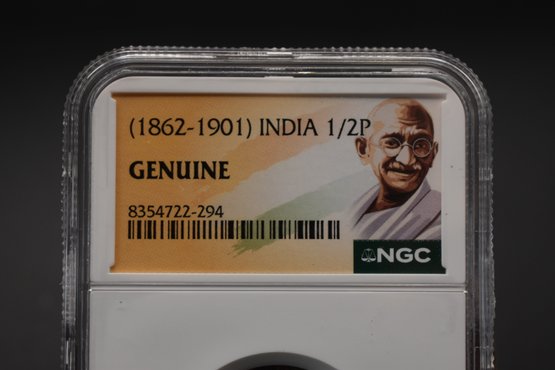 (1862-1901) INDIA 1/2P
GENUINE
8354722-294
NGC